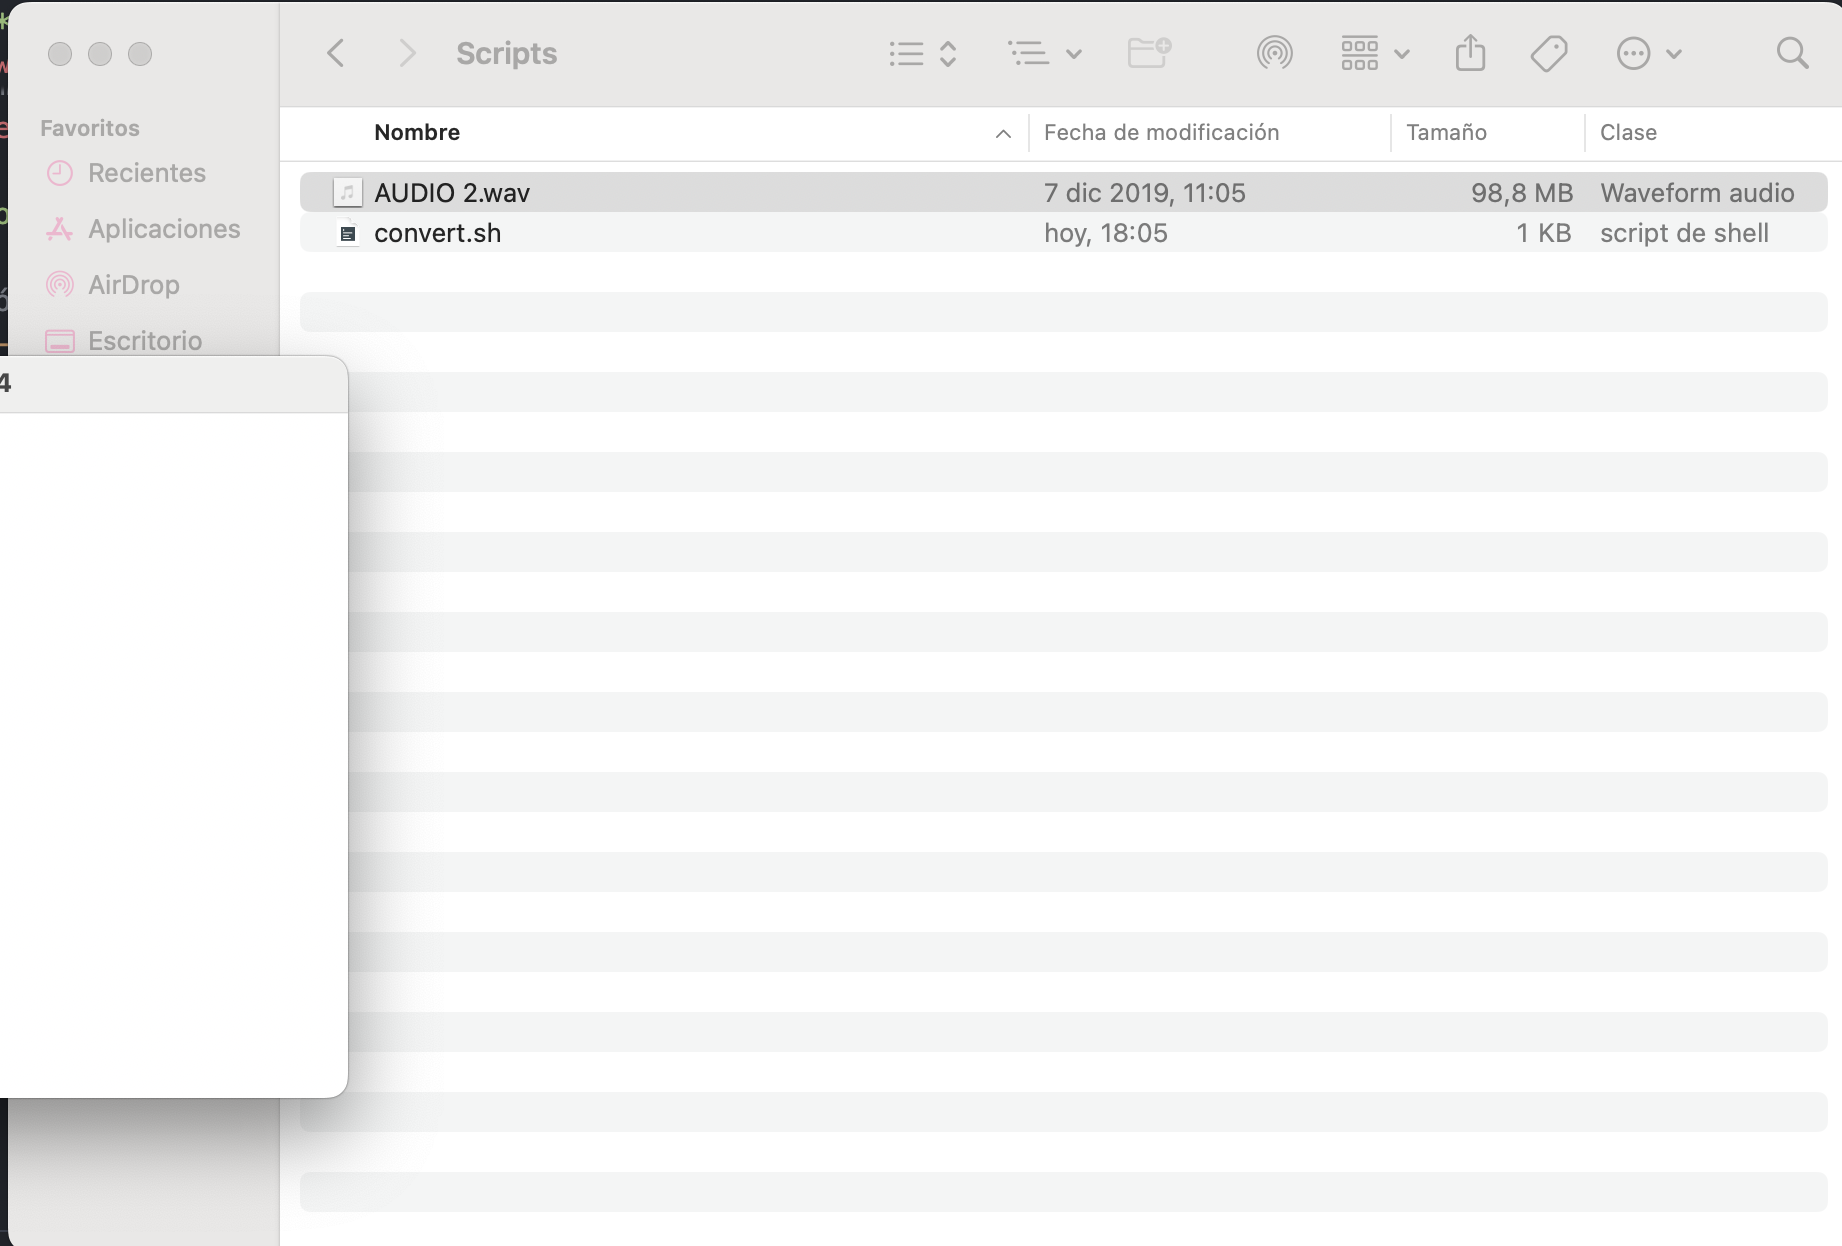 Scripts
Favoritos
Recientes
Aplicaciones
AirDrop
Escritorio
4
Nombre Fecha de modificación Tamaño Clase
AUDIO 2.wav 7 dic 2019, 11:05 98,8 MB Waveform audio
convert.sh hoy, 18:05 1 KB script de shell